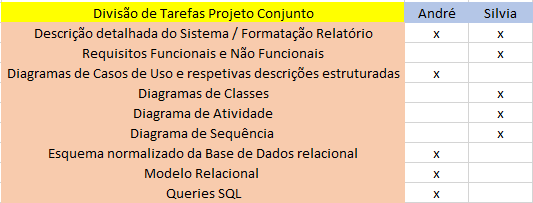 Divisão de Tarefas Projeto Conjunto André Silvia
Descrição detalhada do Sistema / Formatação Relatório x x
Requisitos Funcionais e Não Funcionais x
Diagramas de Casos de Uso e respetivas descrições estruturadas x
Diagramas de Classes x
Diagrama de Atividade x
Diagrama de Sequência x
Esquema normalizado da Base de Dados relacional x
Modelo Relacional x
Queries SQL x